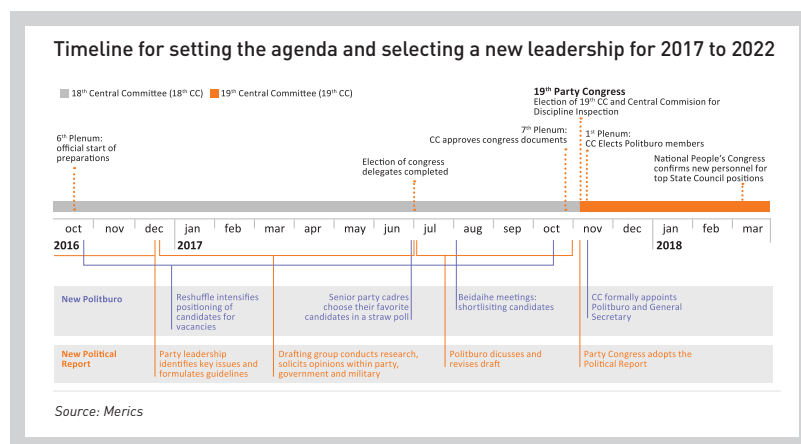 Timeline for setting the agenda and selecting a new leadership for 2017 to 2022
18th Central Committee (18th CC) 19th Central Committee (19th CC)
19th Party Congress
Election of 19th CC and Central Commision for
Discipline Inspection
6th Plenum:
official start of
preparations
Election of congress
delegates completed
7th Plenum:
CC approves congress documents
1st Plenum:
CC Elects Politburo members
National People's Congress
confirms new personnel for
top State Council positions
oct nov dec jan feb mar apr may jun jul aug sep oct nov dec jan feb mar
2016 2017 2018
New Politburo
Reshuffle intensifies
positioning of
candidates for
vacancies
Senior party cadres
choose their favorite
candidates in a straw poll
Beidaihe meetings:
shortlisiting candidates
CC formally appoints
Politburo and General
Secretary
New Political
Report
Party leadership
identifies key issues and
formulates guidelines
Drafting group conducts research,
solicits opinions within party,
government and military
Politburo dicusses and
revises draft
Party Congress adopts the
Political Report
Source: Merics